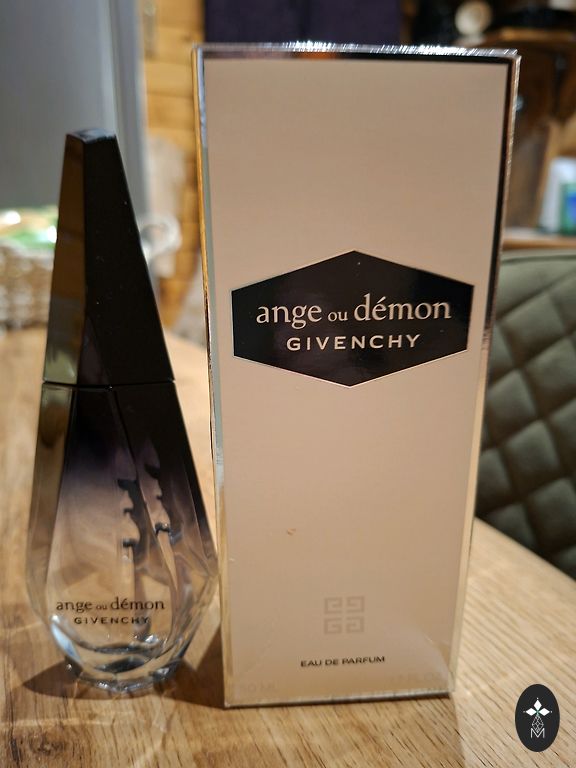 ange ou démon
GIVENCHY
EAU DE PARFUM
ange ou démon
GIVENCHY
M